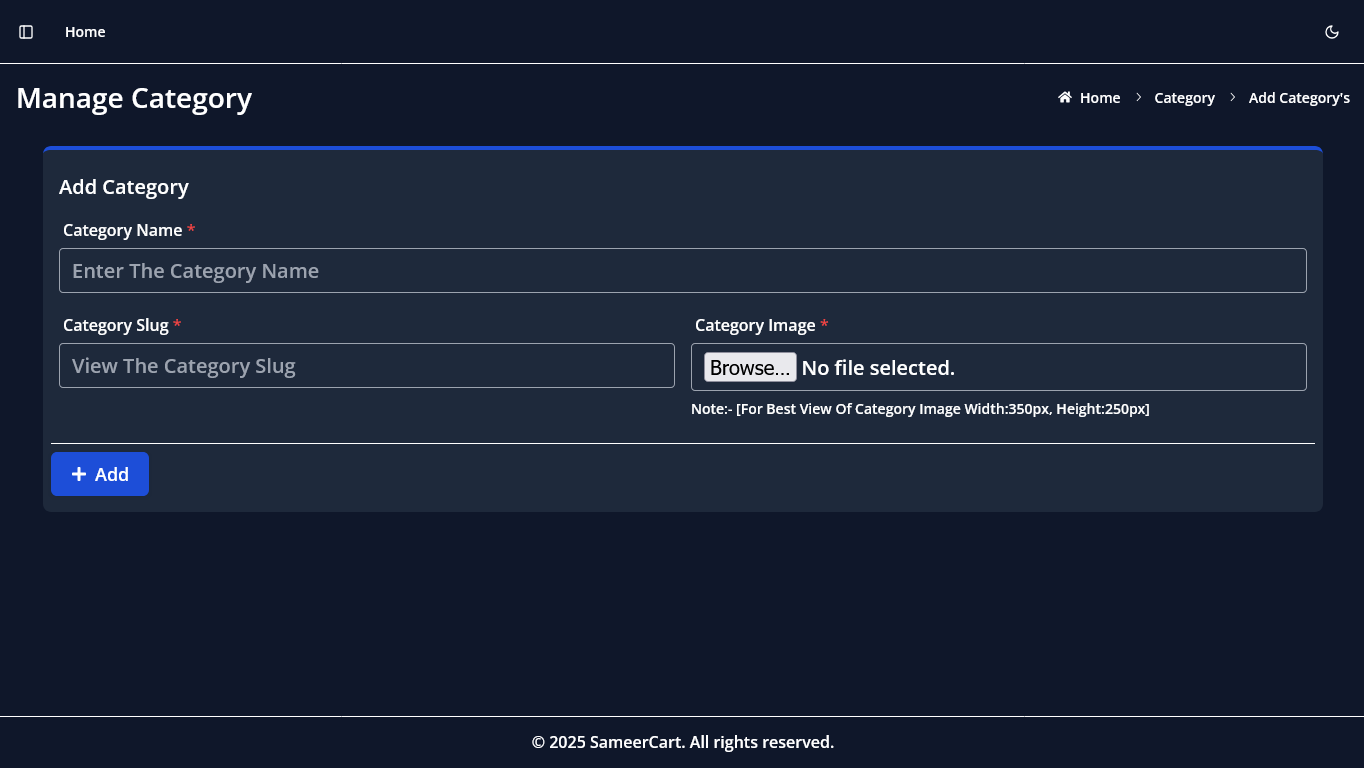 Home
Manage Category
Home > Category > Add Category's
Add Category
Category Name *
Enter The Category Name
Category Slug * Category Image *
View The Category Slug Browse... No file selected.
Note:- [For Best View Of Category Image Width:350px, Height:250px]
+ Add
© 2025 SameerCart. All rights reserved.